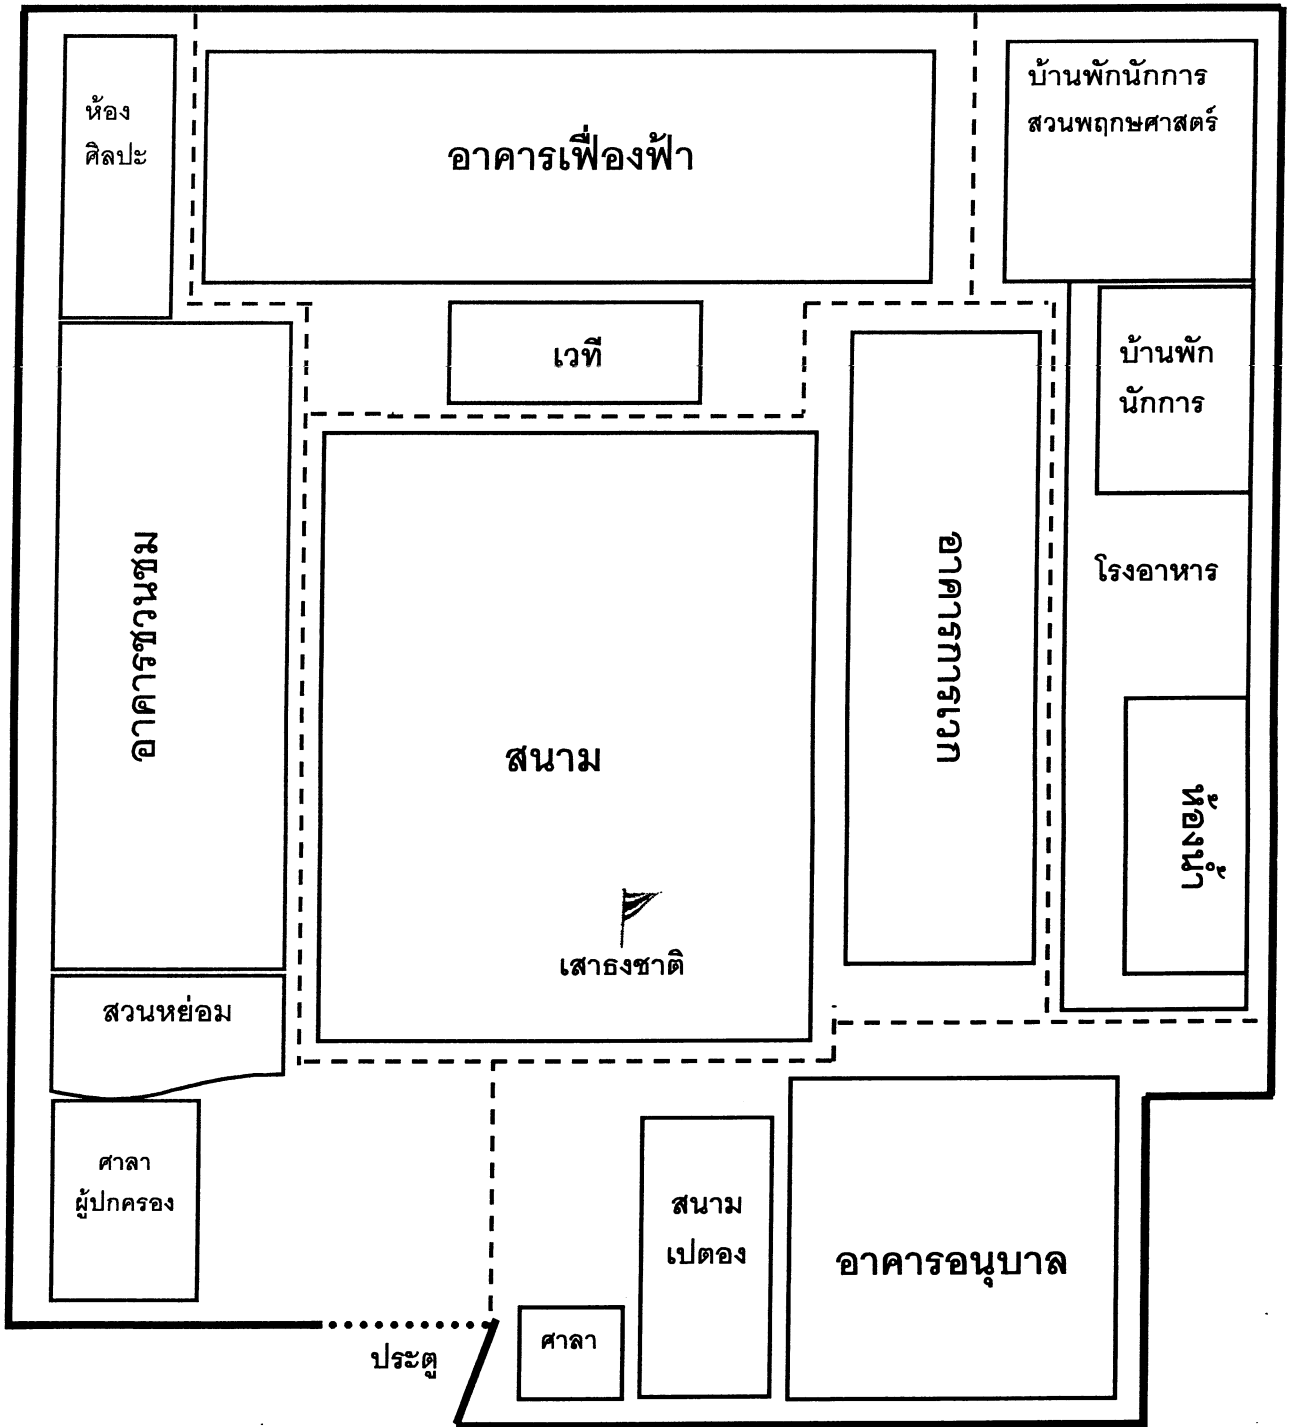 ห้อง
ศิลปะ
อาคารเฟื่องฟ้า
บ้านพักนักการ
สวนพฤกษศาสตร์
เวที
บ้านพัก
นักการ
อาคารชวนชม
อาคารการเวก
โรงอาหาร
สนาม
ห้องน้ำ
เสาธงชาติ
สวนหย่อม
ศาลา
ผู้ปกครอง
สนาม
เปตอง
อาคารอนุบาล
ศาลา
ประตู